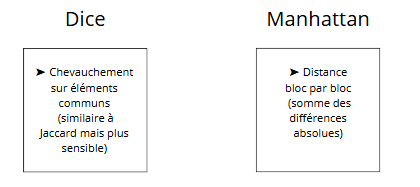 Dice
➤ Chevauchement
sur éléments
communs
(similaire à
Jaccard mais plus
sensible)
Manhattan
➤ Distance
bloc par bloc
(somme des
différences
absolues)